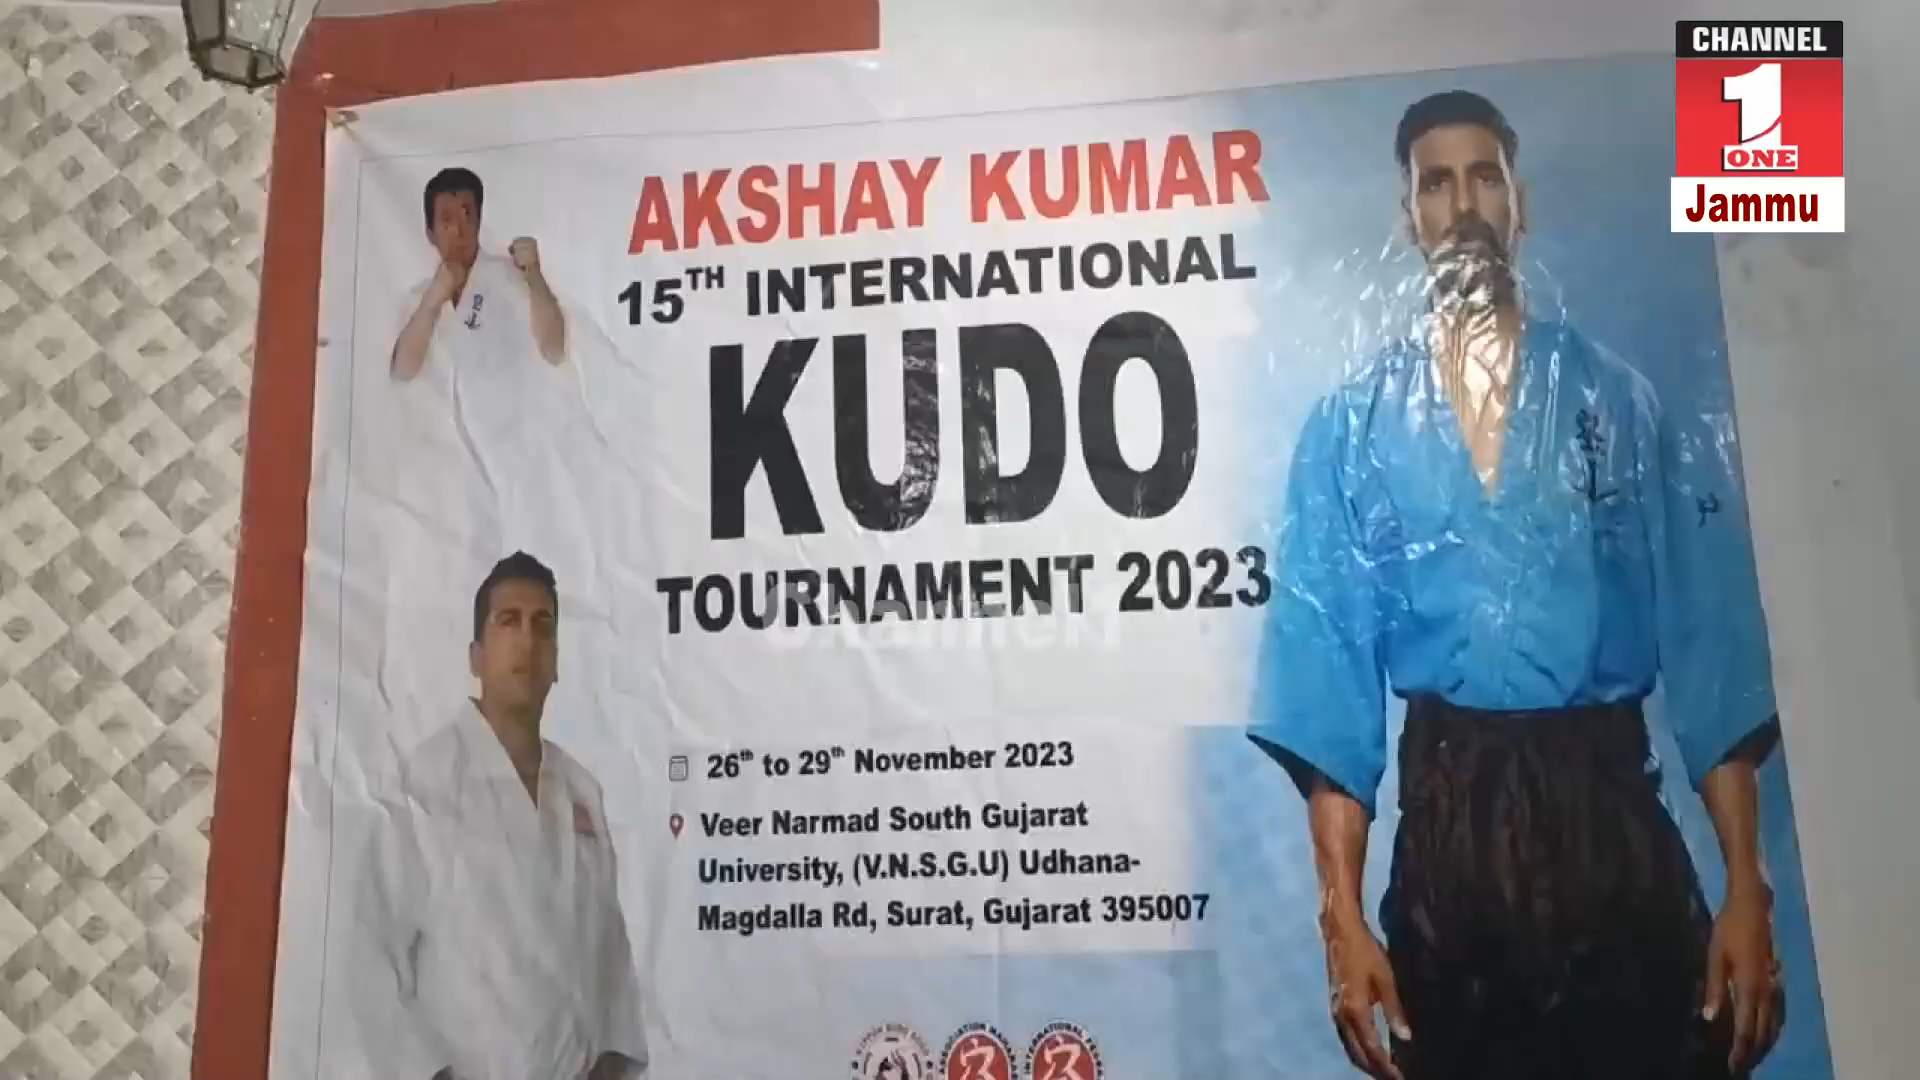 CHANNEL
1
ONE
Jammu
AKSHAY KUMAR
15TH INTERNATIONAL
KUDO
TOURNAMENT 2023
26th to 29th November 2023
Veer Narmad South Gujarat
University, (V.N.S.G.U) Udhana-
Magdalla Rd, Surat, Gujarat 395007